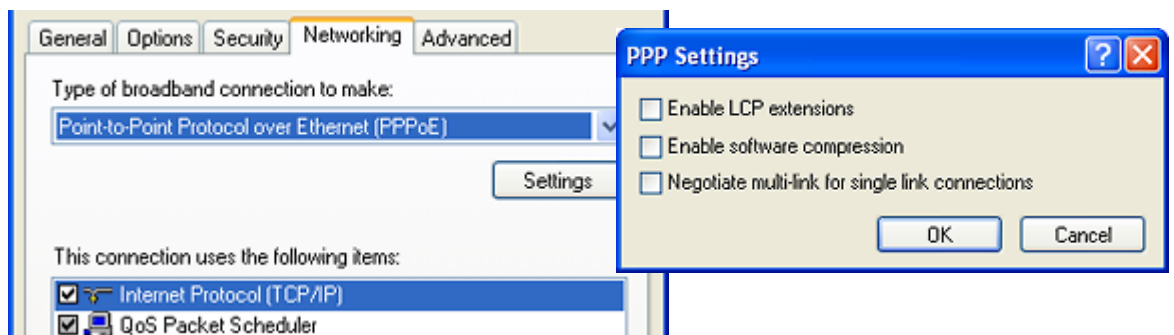 General Options Security Networking Advanced
Type of broadband connection to make:
Point-to-Point Protocol over Ethernet (PPPoE)
Settings
This connection uses the following items:
Internet Protocol (TCP/IP)
QoS Packet Scheduler
PPP Settings
Enable LCP extensions
Enable software compression
Negotiate multi-link for single link connections
OK Cancel